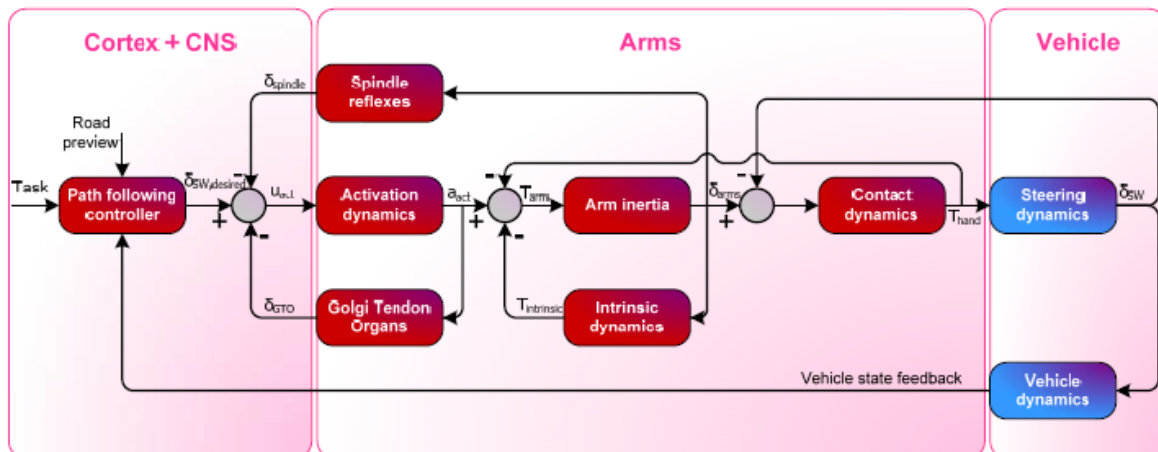 Cortex + CNS
Arms
Vehicle
δspindle
Spindle
reflexes
Road
preview
Task
Path following
controller
δSW,desired
-
+
-
Activation
dynamics
aact
-
+
-
Tarms
Arm inertia
δarms
-
+
Contact
dynamics
Thand
Steering
dynamics
δSW
δGTO
Golgi Tendon
Organs
Tintrinsic
Intrinsic
dynamics
Vehicle state feedback
Vehicle
dynamics